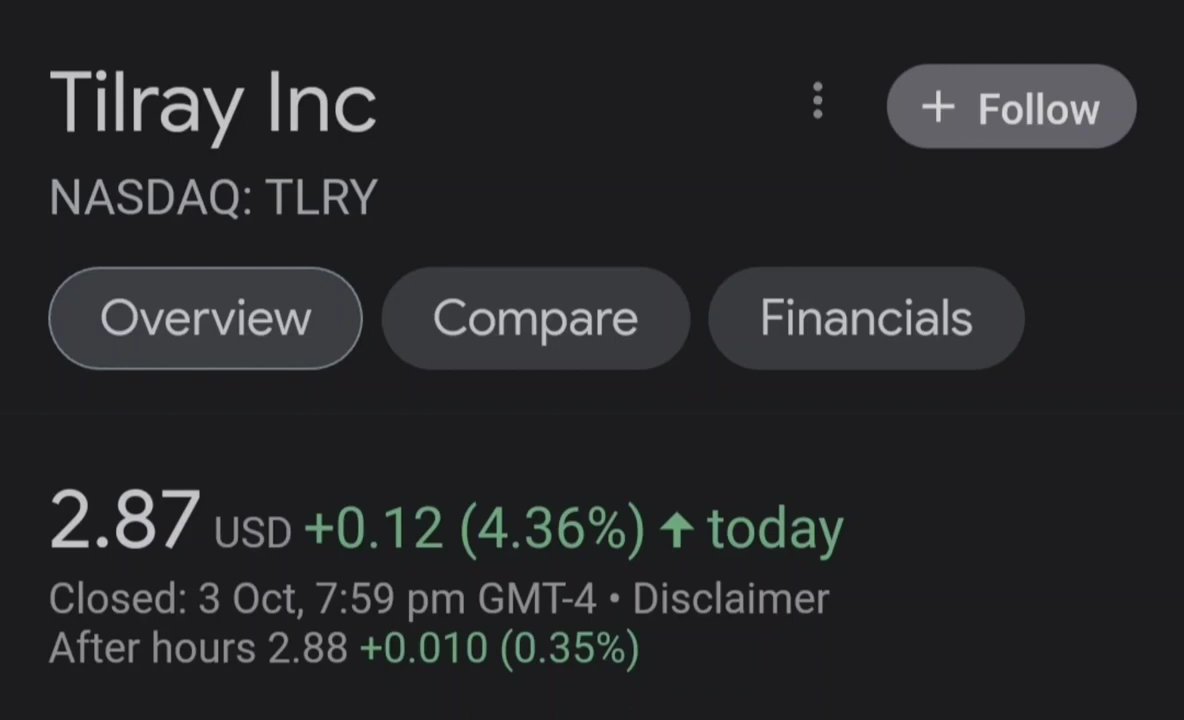 Tilray Inc
+ Follow
NASDAQ: TLRY
Overview Compare Financials
2.87 USD +0.12 (4.36%) ↑ today
Closed: 3 Oct, 7:59 pm GMT-4 • Disclaimer
After hours 2.88 +0.010 (0.35%)